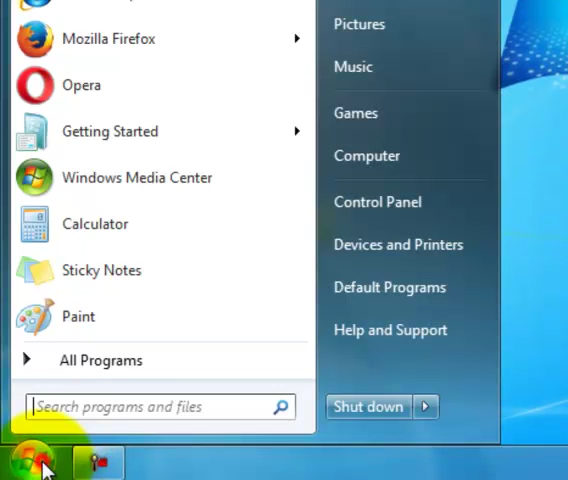 Mozilla Firefox
Opera
Getting Started
Windows Media Center
Calculator
Sticky Notes
Paint
All Programs
Search programs and files
Pictures
Music
Games
Computer
Control Panel
Devices and Printers
Default Programs
Help and Support
Shut down